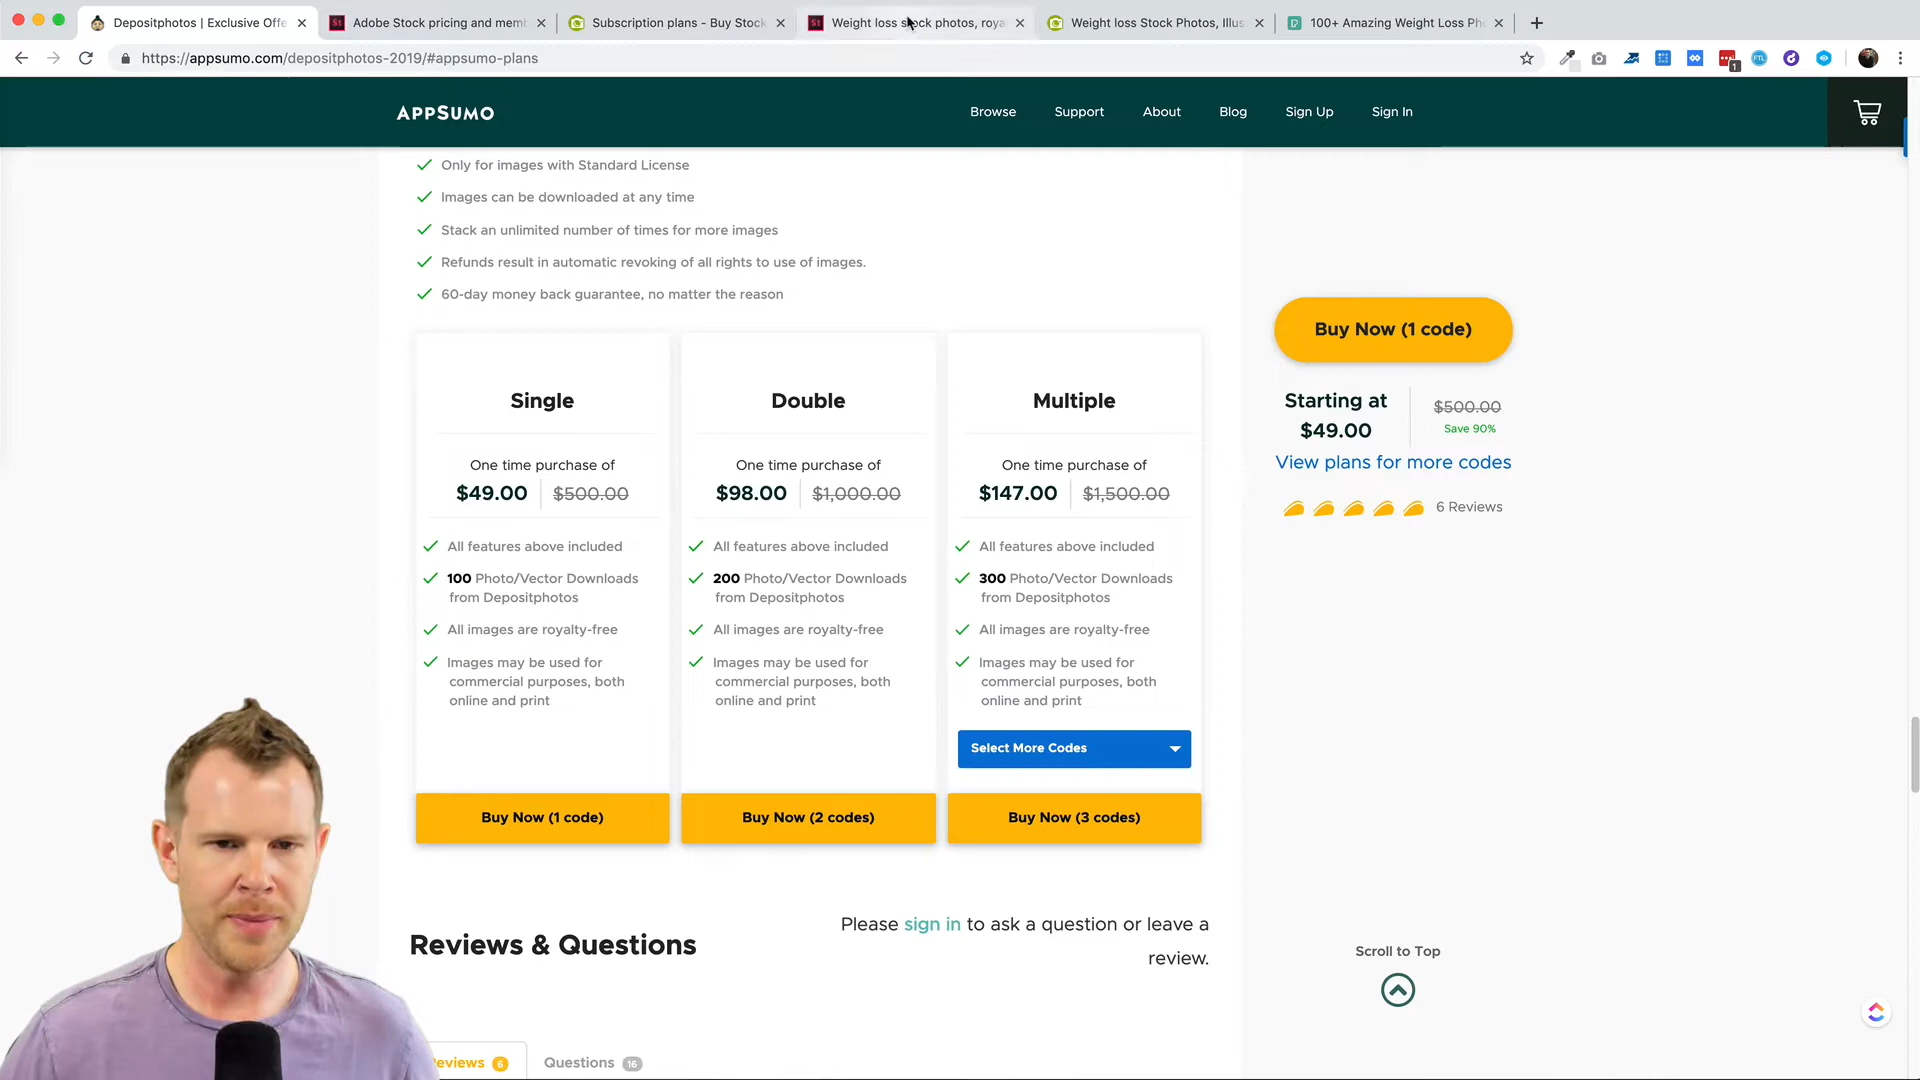 Depositphotos | Exclusive Offe
Adobe Stock pricing and memb
Subscription plans - Buy Stock
Weight loss stock photos, roya
Weight loss Stock Photos, Illus
100+ Amazing Weight Loss Ph
https://appsumo.com/depositphotos-2019/#appsumo-plans
APPSUMO
Browse
Support
About
Blog
Sign Up
Sign In
Only for images with Standard License
Images can be downloaded at any time
Stack an unlimited number of times for more images
Refunds result in automatic revoking of all rights to use of images.
60-day money back guarantee, no matter the reason
Single
One time purchase of
$49.00 $500.00
All features above included
100 Photo/Vector Downloads
from Depositphotos
All images are royalty-free
Images may be used for
commercial purposes, both
online and print
Buy Now (1 code)
Double
One time purchase of
$98.00 $1,000.00
All features above included
200 Photo/Vector Downloads
from Depositphotos
All images are royalty-free
Images may be used for
commercial purposes, both
online and print
Buy Now (2 codes)
Multiple
One time purchase of
$147.00 $1,500.00
All features above included
300 Photo/Vector Downloads
from Depositphotos
All images are royalty-free
Images may be used for
commercial purposes, both
online and print
Select More Codes
Buy Now (3 codes)
Buy Now (1 code)
Starting at
$49.00
$500.00
Save 90%
View plans for more codes
6 Reviews
Reviews & Questions
Please sign in to ask a question or leave a
review.
Scroll to Top
eviews 6
Questions 16